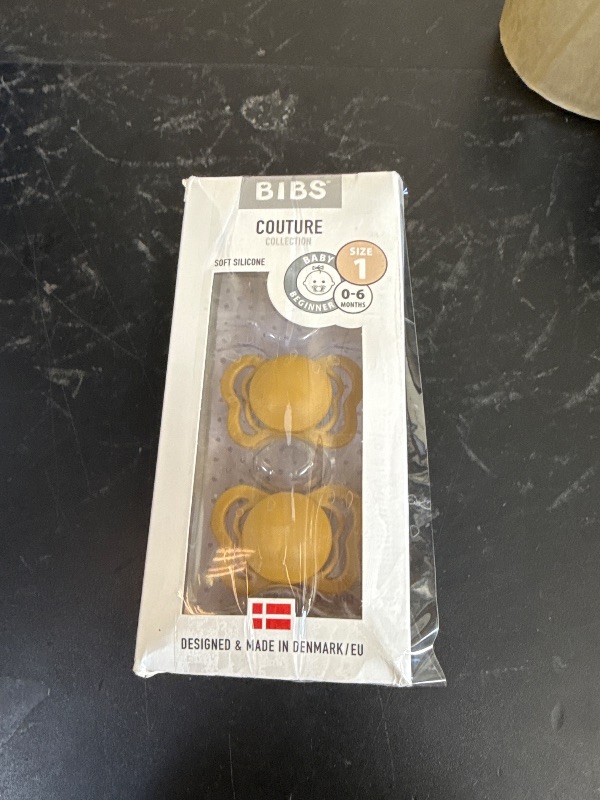 BIBS
COUTURE
COLLECTION
SOFT SILICONE
BABY
BEGINNER
SIZE
1
0-6
MONTHS
DESIGNED & MADE IN DENMARK/EU